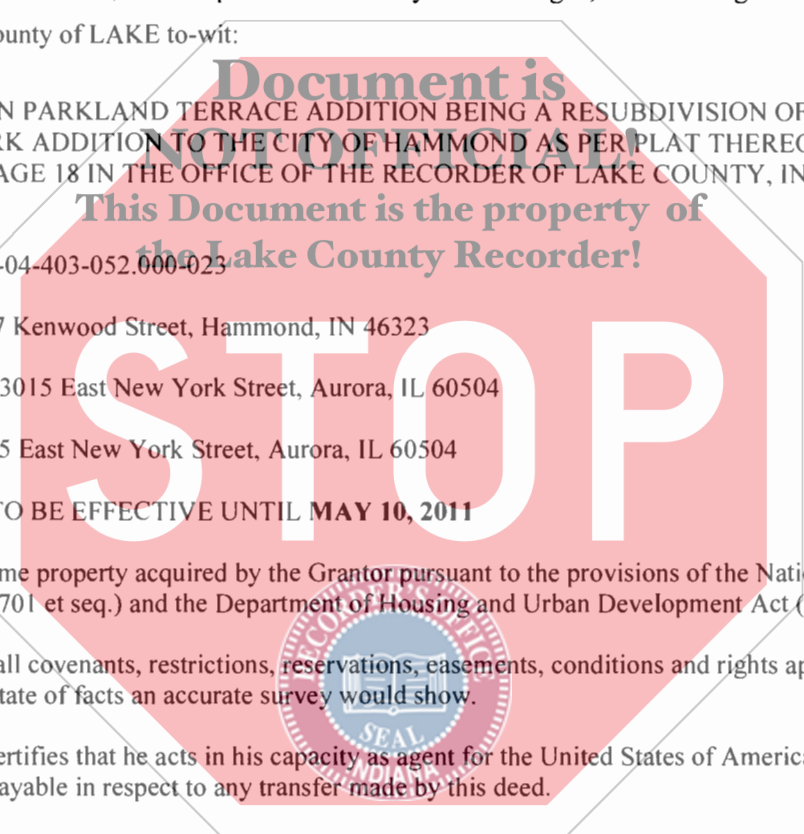 ounty of LAKE to-wit:
Document is
N PARKLAND TERRACE ADDITION BEING A RESUBDIVISION OF
RK ADDITION TO THE CITY OF HAMMOND AS PER PLAT THEREO
NOT OFFICIAL!
AGE 18 IN THE OFFICE OF THE RECORDER OF LAKE COUNTY, IN
This Document is the property of
the Lake County Recorder!
-04-403-052.000-023
7 Kenwood Street, Hammond, IN 46323
3015 East New York Street, Aurora, IL 60504
STOP
5 East New York Street, Aurora, IL 60504
TO BE EFFECTIVE UNTIL MAY 10, 2011
me property acquired by the Grantor pursuant to the provisions of the Nati
701 et seq.) and the Department of Housing and Urban Development Act (
RECORDER'S OFFICE
all covenants, restrictions, reservations, easements, conditions and rights ap
tate of facts an accurate survey would show.
SEAL
ertifies that he acts in his capacity as agent for the United States of Americ
INDIANA
ayable in respect to any transfer made by this deed.